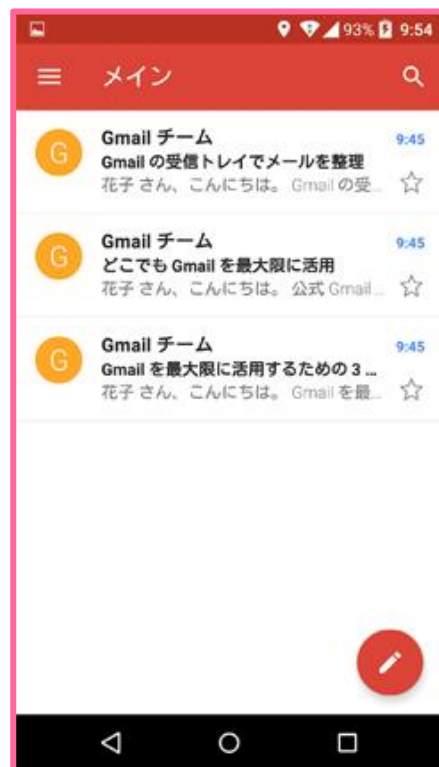 93% 9:54
メイン
G
Gmail チーム 9:45
Gmail の受信トレイでメールを整理
花子 さん、こんにちは。 Gmail の受...
G
Gmail チーム 9:45
どこでも Gmail を最大限に活用
花子 さん、こんにちは。 公式 Gmail ...
G
Gmail チーム 9:45
Gmail を最大限に活用するための 3 ...
花子 さん、こんにちは。 Gmail を最...